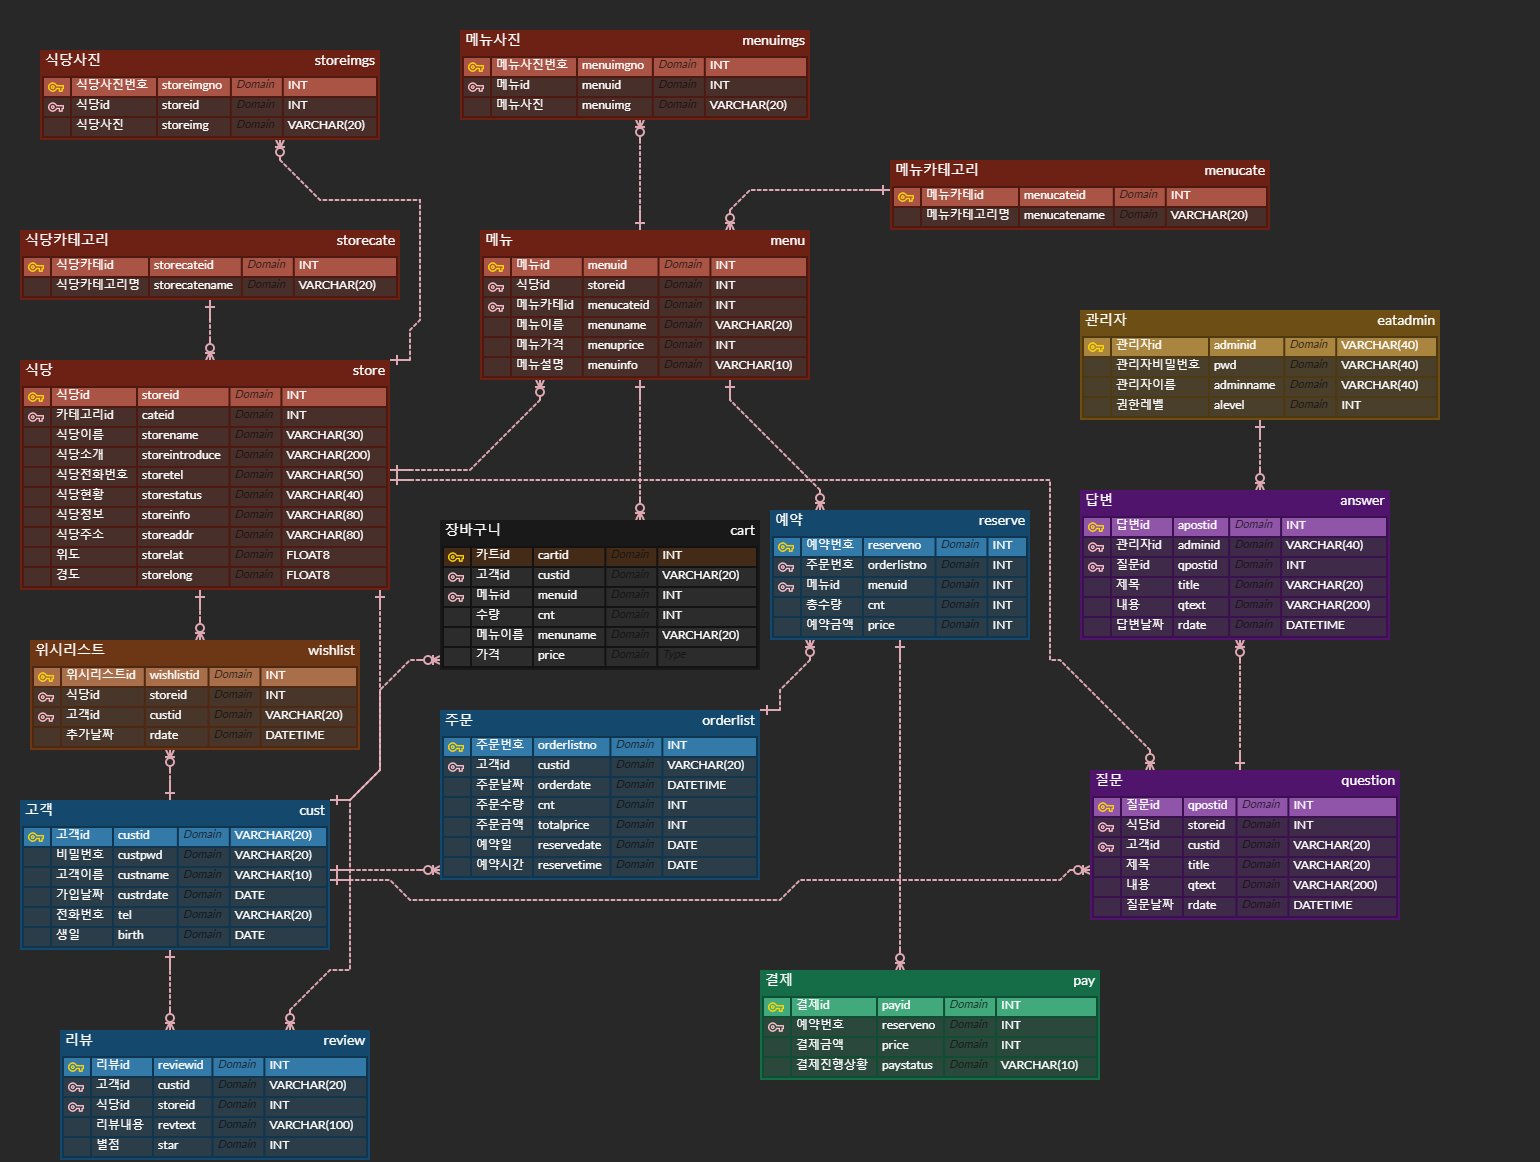 식당사진 storeimgs
식당사진번호 storeimgno Domain INT
식당id storeid Domain INT
식당사진 storeimg Domain VARCHAR(20)
메뉴사진 menuimgs
메뉴사진번호 menuimgno Domain INT
메뉴id menuid Domain INT
메뉴사진 menuimg Domain VARCHAR(20)
메뉴카테고리 menucate
메뉴카테id menucateid Domain INT
메뉴카테고리명 menucatename Domain VARCHAR(20)
식당카테고리 storecate
식당카테id storecateid Domain INT
식당카테고리명 storecatename Domain VARCHAR(20)
메뉴 menu
메뉴id menuid Domain INT
식당id storeid Domain INT
메뉴카테id menucateid Domain INT
메뉴이름 menuname Domain VARCHAR(20)
메뉴가격 menuprice Domain INT
메뉴설명 menuinfo Domain VARCHAR(10)
관리자 eatadmin
관리자id adminid Domain VARCHAR(40)
관리자비밀번호 pwd Domain VARCHAR(40)
관리자이름 adminname Domain VARCHAR(40)
권한레벨 alevel Domain INT
식당 store
식당id storeid Domain INT
카테고리id cateid Domain INT
식당이름 storename Domain VARCHAR(30)
식당소개 storeintroduce Domain VARCHAR(200)
식당전화번호 storetel Domain VARCHAR(50)
식당현황 storestatus Domain VARCHAR(40)
식당정보 storeinfo Domain VARCHAR(80)
식당주소 storeaddr Domain VARCHAR(80)
위도 storelat Domain FLOAT8
경도 storelong Domain FLOAT8
장바구니 cart
카트id cartid Domain INT
고객id custid Domain VARCHAR(20)
메뉴id menuid Domain INT
수량 cnt Domain INT
메뉴이름 menuname Domain VARCHAR(20)
가격 price Domain Type
예약 reserve
예약번호 reserveno Domain INT
주문번호 orderlistno Domain INT
메뉴id menuid Domain INT
총수량 cnt Domain INT
예약금액 price Domain INT
답변 answer
답변id apostid Domain INT
관리자id adminid Domain VARCHAR(40)
질문id qpostid Domain INT
제목 title Domain VARCHAR(20)
내용 qtext Domain VARCHAR(200)
답변날짜 rdate Domain DATETIME
위시리스트 wishlist
위시리스트id wishlistid Domain INT
식당id storeid Domain INT
고객id custid Domain VARCHAR(20)
추가날짜 rdate Domain DATETIME
주문 orderlist
주문번호 orderlistno Domain INT
고객id custid Domain VARCHAR(20)
주문날짜 orderdate Domain DATETIME
주문수량 cnt Domain INT
주문금액 totalprice Domain INT
예약일 reservedate Domain DATE
예약시간 reservetime Domain DATE
질문 question
질문id qpostid Domain INT
식당id storeid Domain INT
고객id custid Domain VARCHAR(20)
제목 title Domain VARCHAR(20)
내용 qtext Domain VARCHAR(200)
질문날짜 rdate Domain DATETIME
고객 cust
고객id custid Domain VARCHAR(20)
비밀번호 custpwd Domain VARCHAR(20)
고객이름 custname Domain VARCHAR(10)
가입날짜 custrdate Domain DATE
전화번호 tel Domain VARCHAR(20)
생일 birth Domain DATE
결제 pay
결제id payid Domain INT
예약번호 reserveno Domain INT
결제금액 price Domain INT
결제진행상황 paystatus Domain VARCHAR(10)
리뷰 review
리뷰id reviewid Domain INT
고객id custid Domain VARCHAR(20)
식당id storeid Domain INT
리뷰내용 revtext Domain VARCHAR(100)
별점 star Domain INT